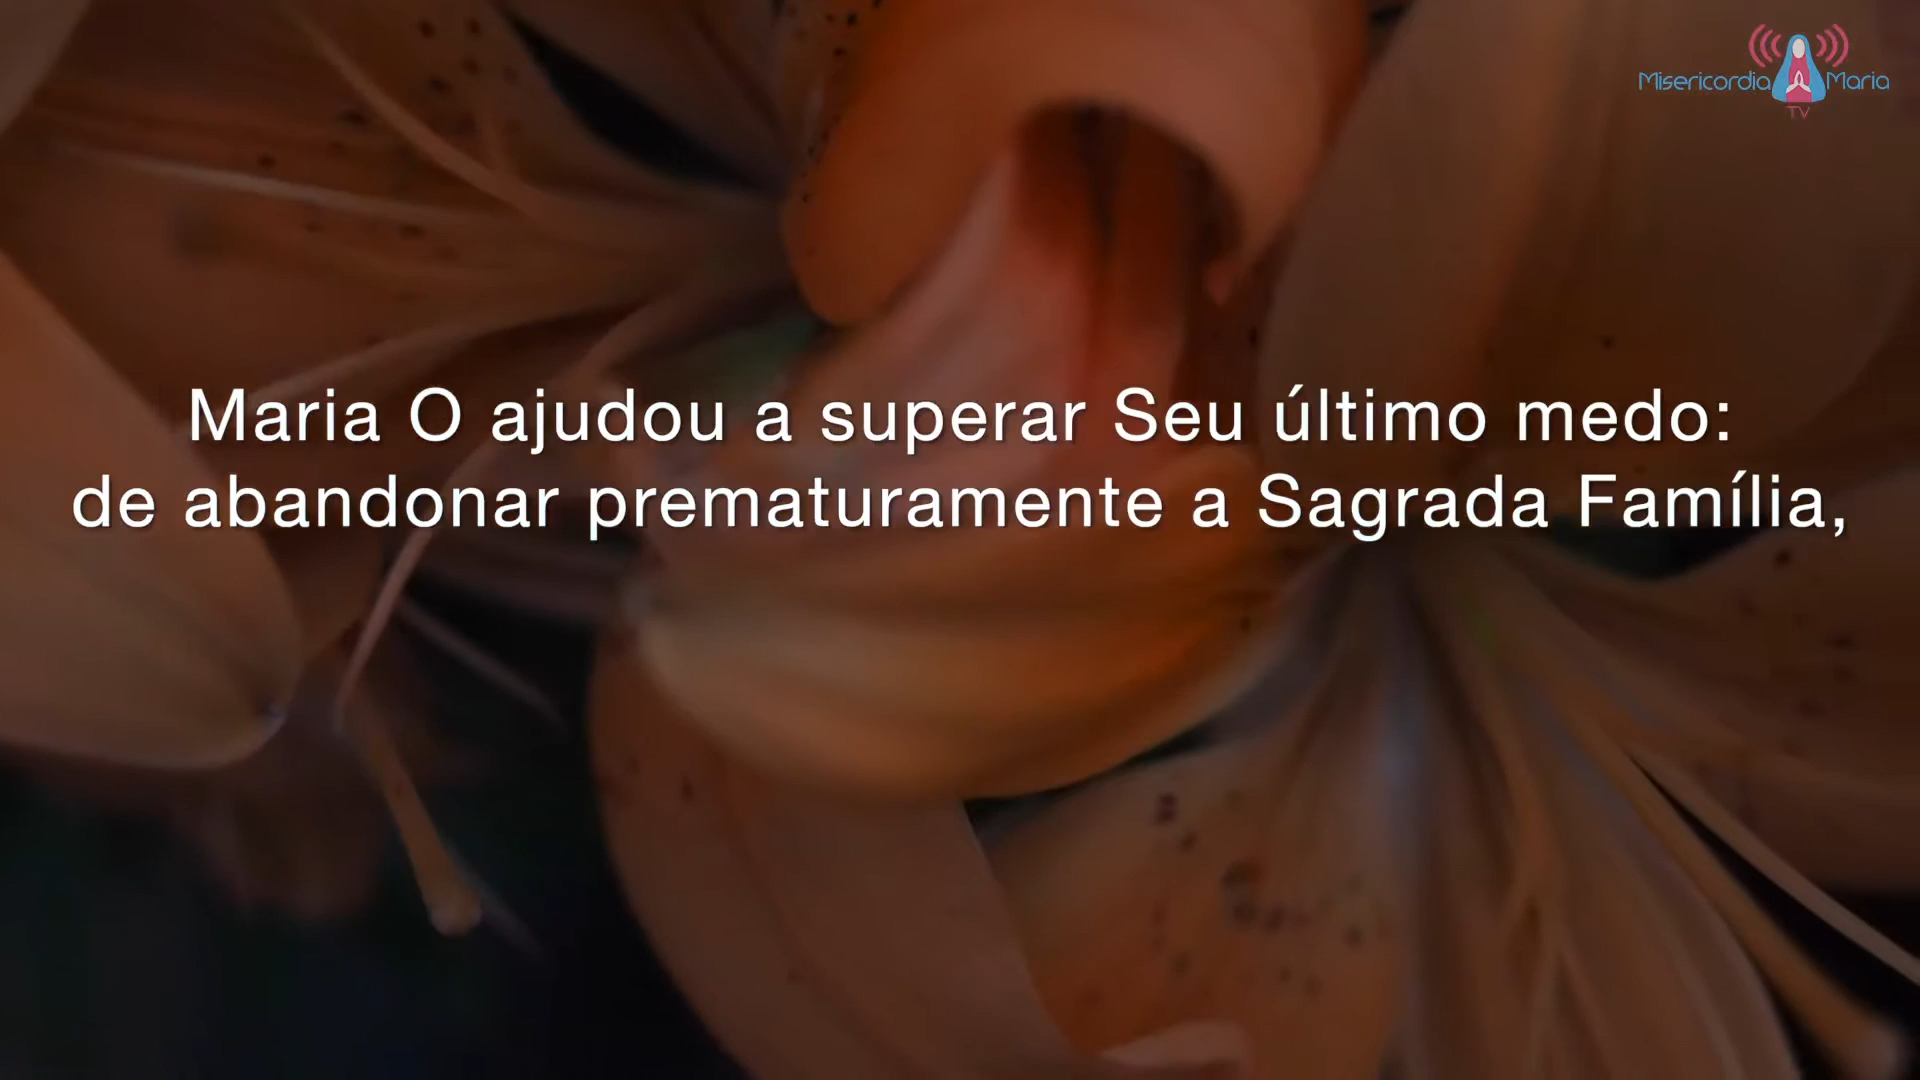 Misericordia Maria
TV
Maria O ajudou a superar Seu último medo:
de abandonar prematuramente a Sagrada Família,